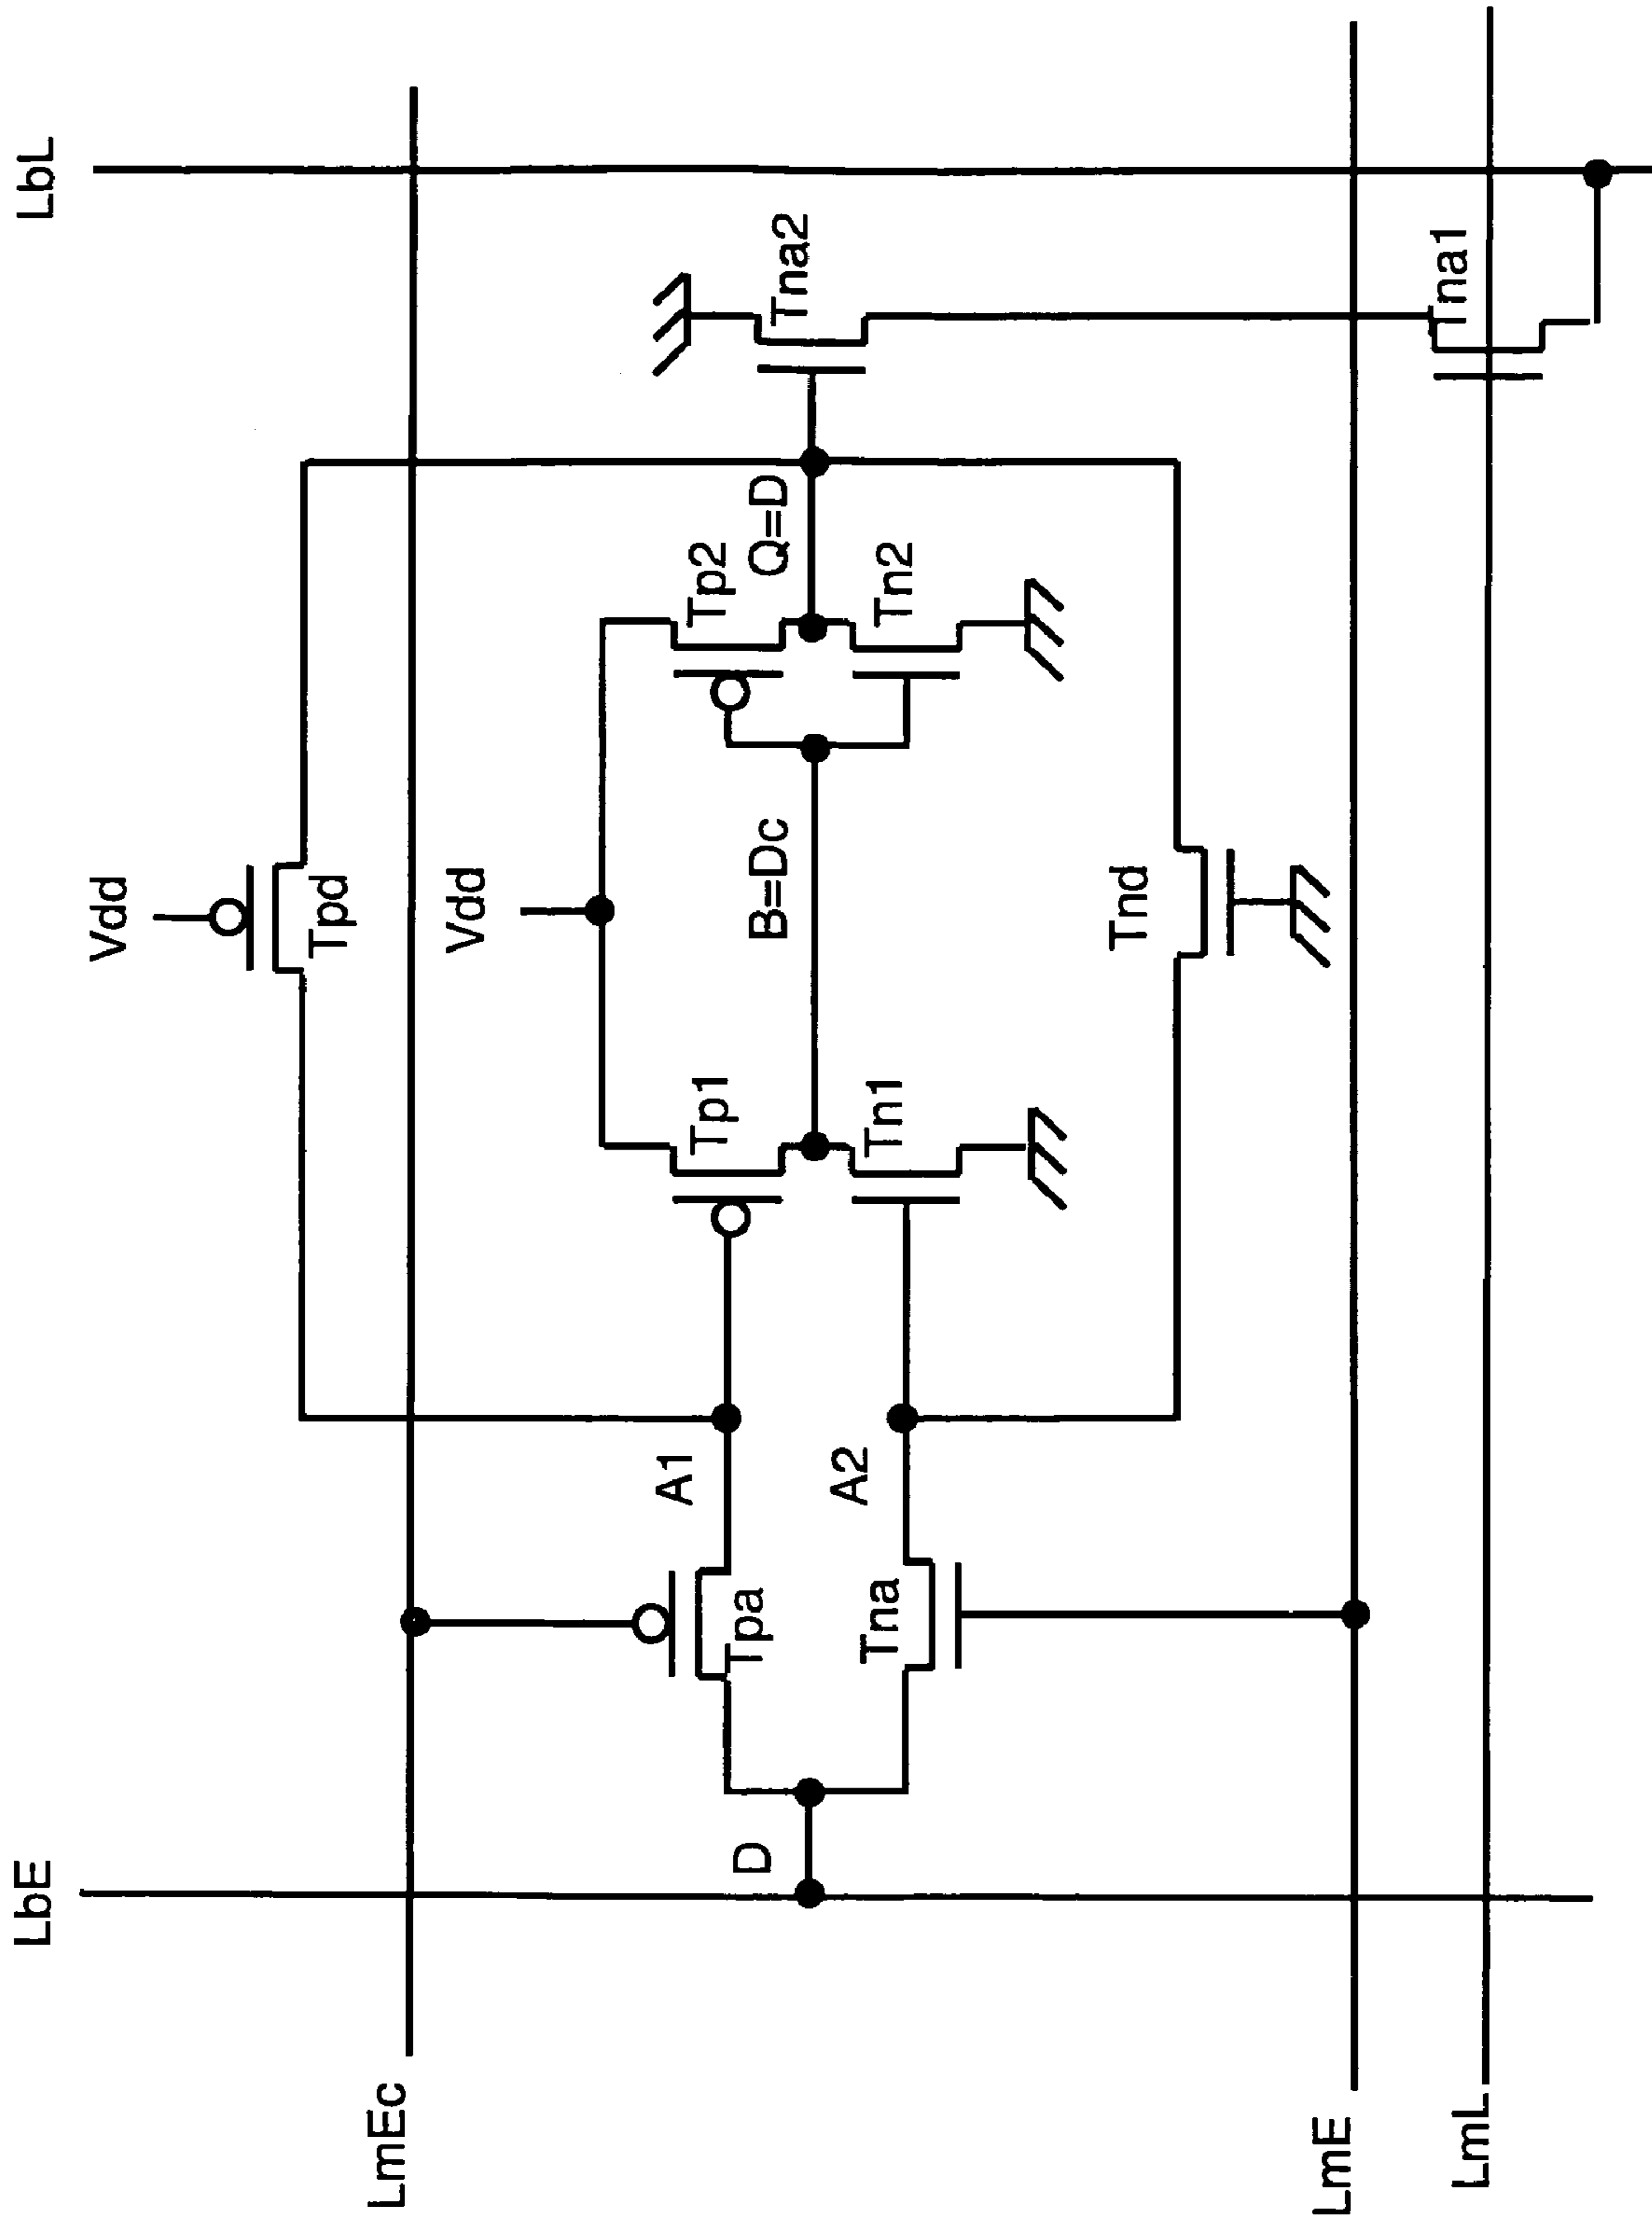 LbE
LbL
LmEc
Vdd
Tpd
Vdd
Tp1
Tp2
Tna2
A1
Tpa
D
B=Dc
Q=D
A2
Tna
Tn1
Tn2
Tnd
LmE
LmL
Tna1